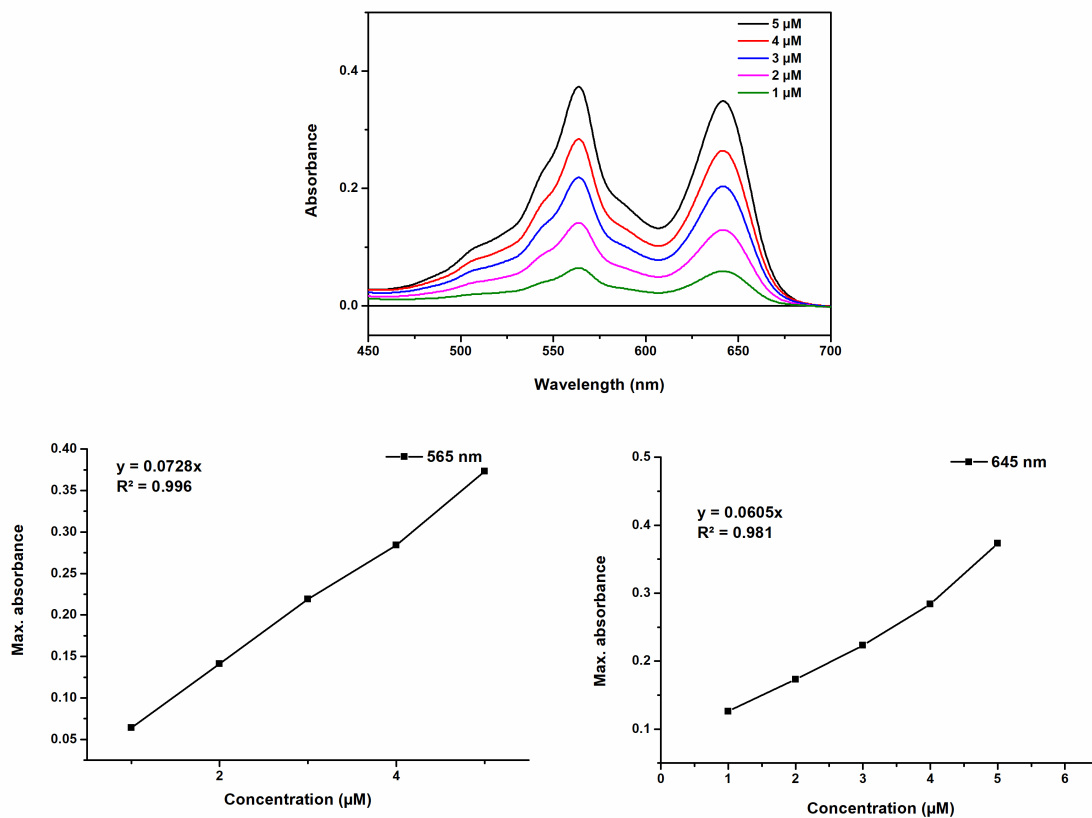 5 µM
4 µM
3 µM
2 µM
1 µM
0.4
0.2
0.0
Absorbance
450
500
550
600
650
700
Wavelength (nm)
0.40
0.35
0.30
0.25
0.20
0.15
0.10
0.05
Max. absorbance
y = 0.0728x
R² = 0.996
565 nm
2
4
Concentration (µM)
0.5
0.4
0.3
0.2
0.1
Max. absorbance
y = 0.0605x
R² = 0.981
645 nm
0
1
2
3
4
5
6
Concentration (µM)